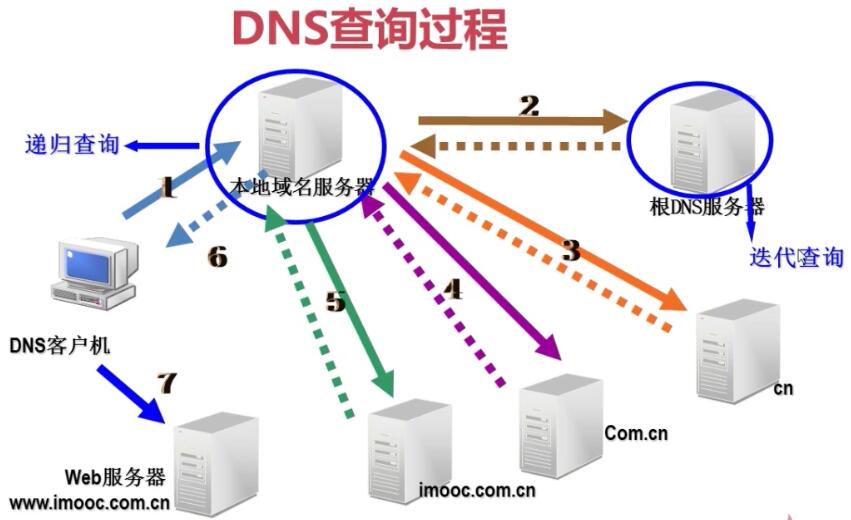 DNS查询过程
2
递归查询
1
本地域名服务器
根DNS服务器
6
3
迭代查询
5
4
DNS客户机
7
cn
Com.cn
Web服务器
imooc.com.cn
www.imooc.com.cn